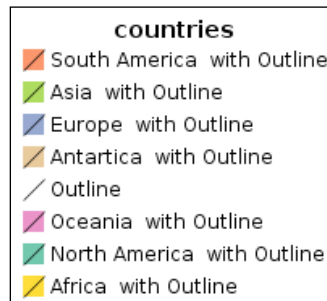 countries
South America  with Outline
Asia  with Outline
Europe  with Outline
Antartica  with Outline
Outline
Oceania  with Outline
North America  with Outline
Africa  with Outline